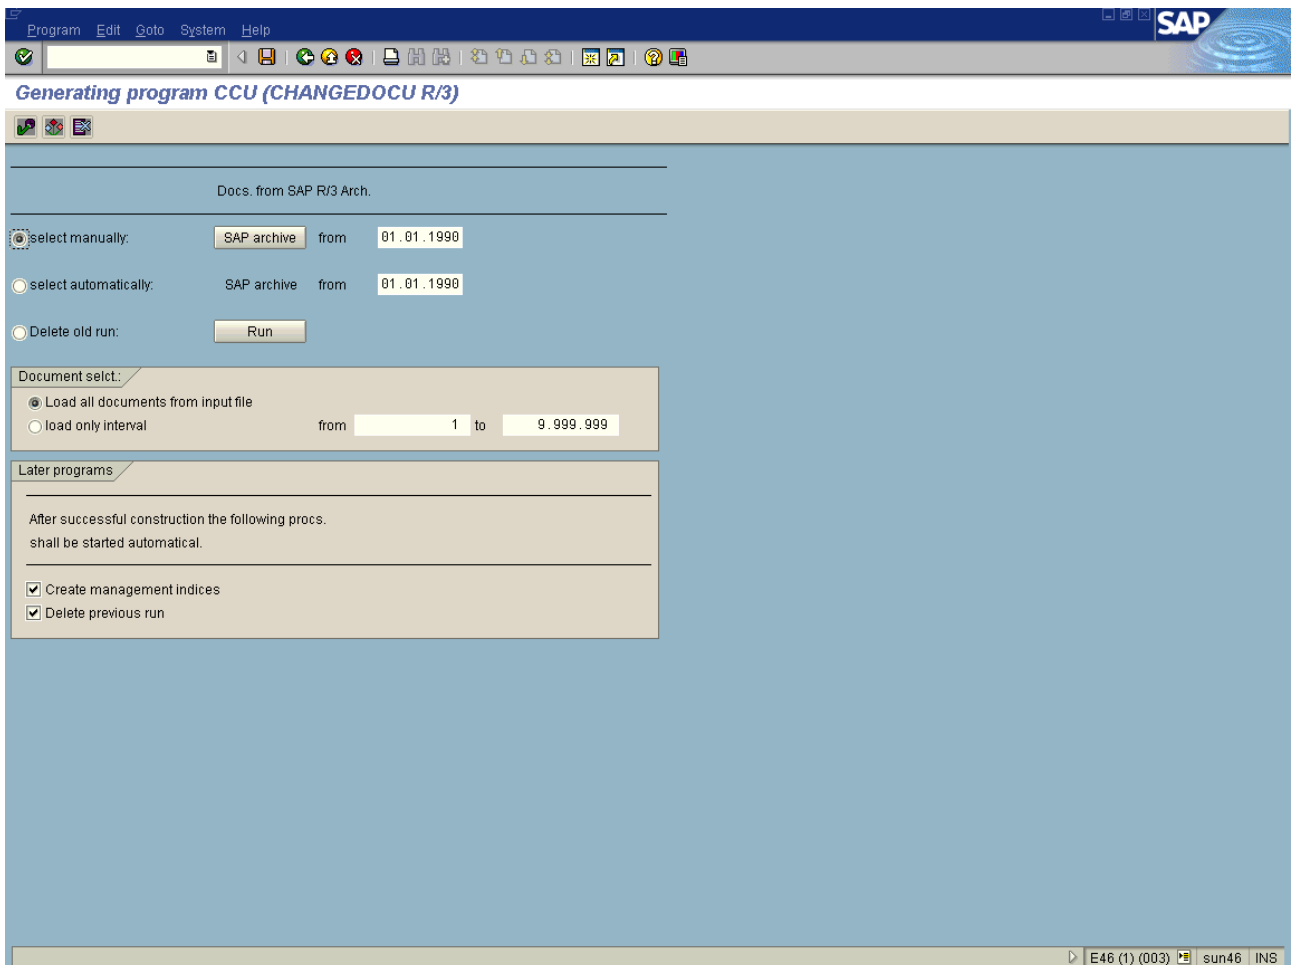 Program Edit Goto System Help
SAP
Generating program CCU (CHANGEDOCU R/3)
Docs. from SAP R/3 Arch.
select manually: SAP archive from 01.01.1990
select automatically: SAP archive from 01.01.1990
Delete old run: Run
Document selct.:
Load all documents from input file
load only interval from 1 to 9.999.999
Later programs
After successful construction the following procs.
shall be started automatical.
Create management indices
Delete previous run
E46 (1) (003) sun46 INS